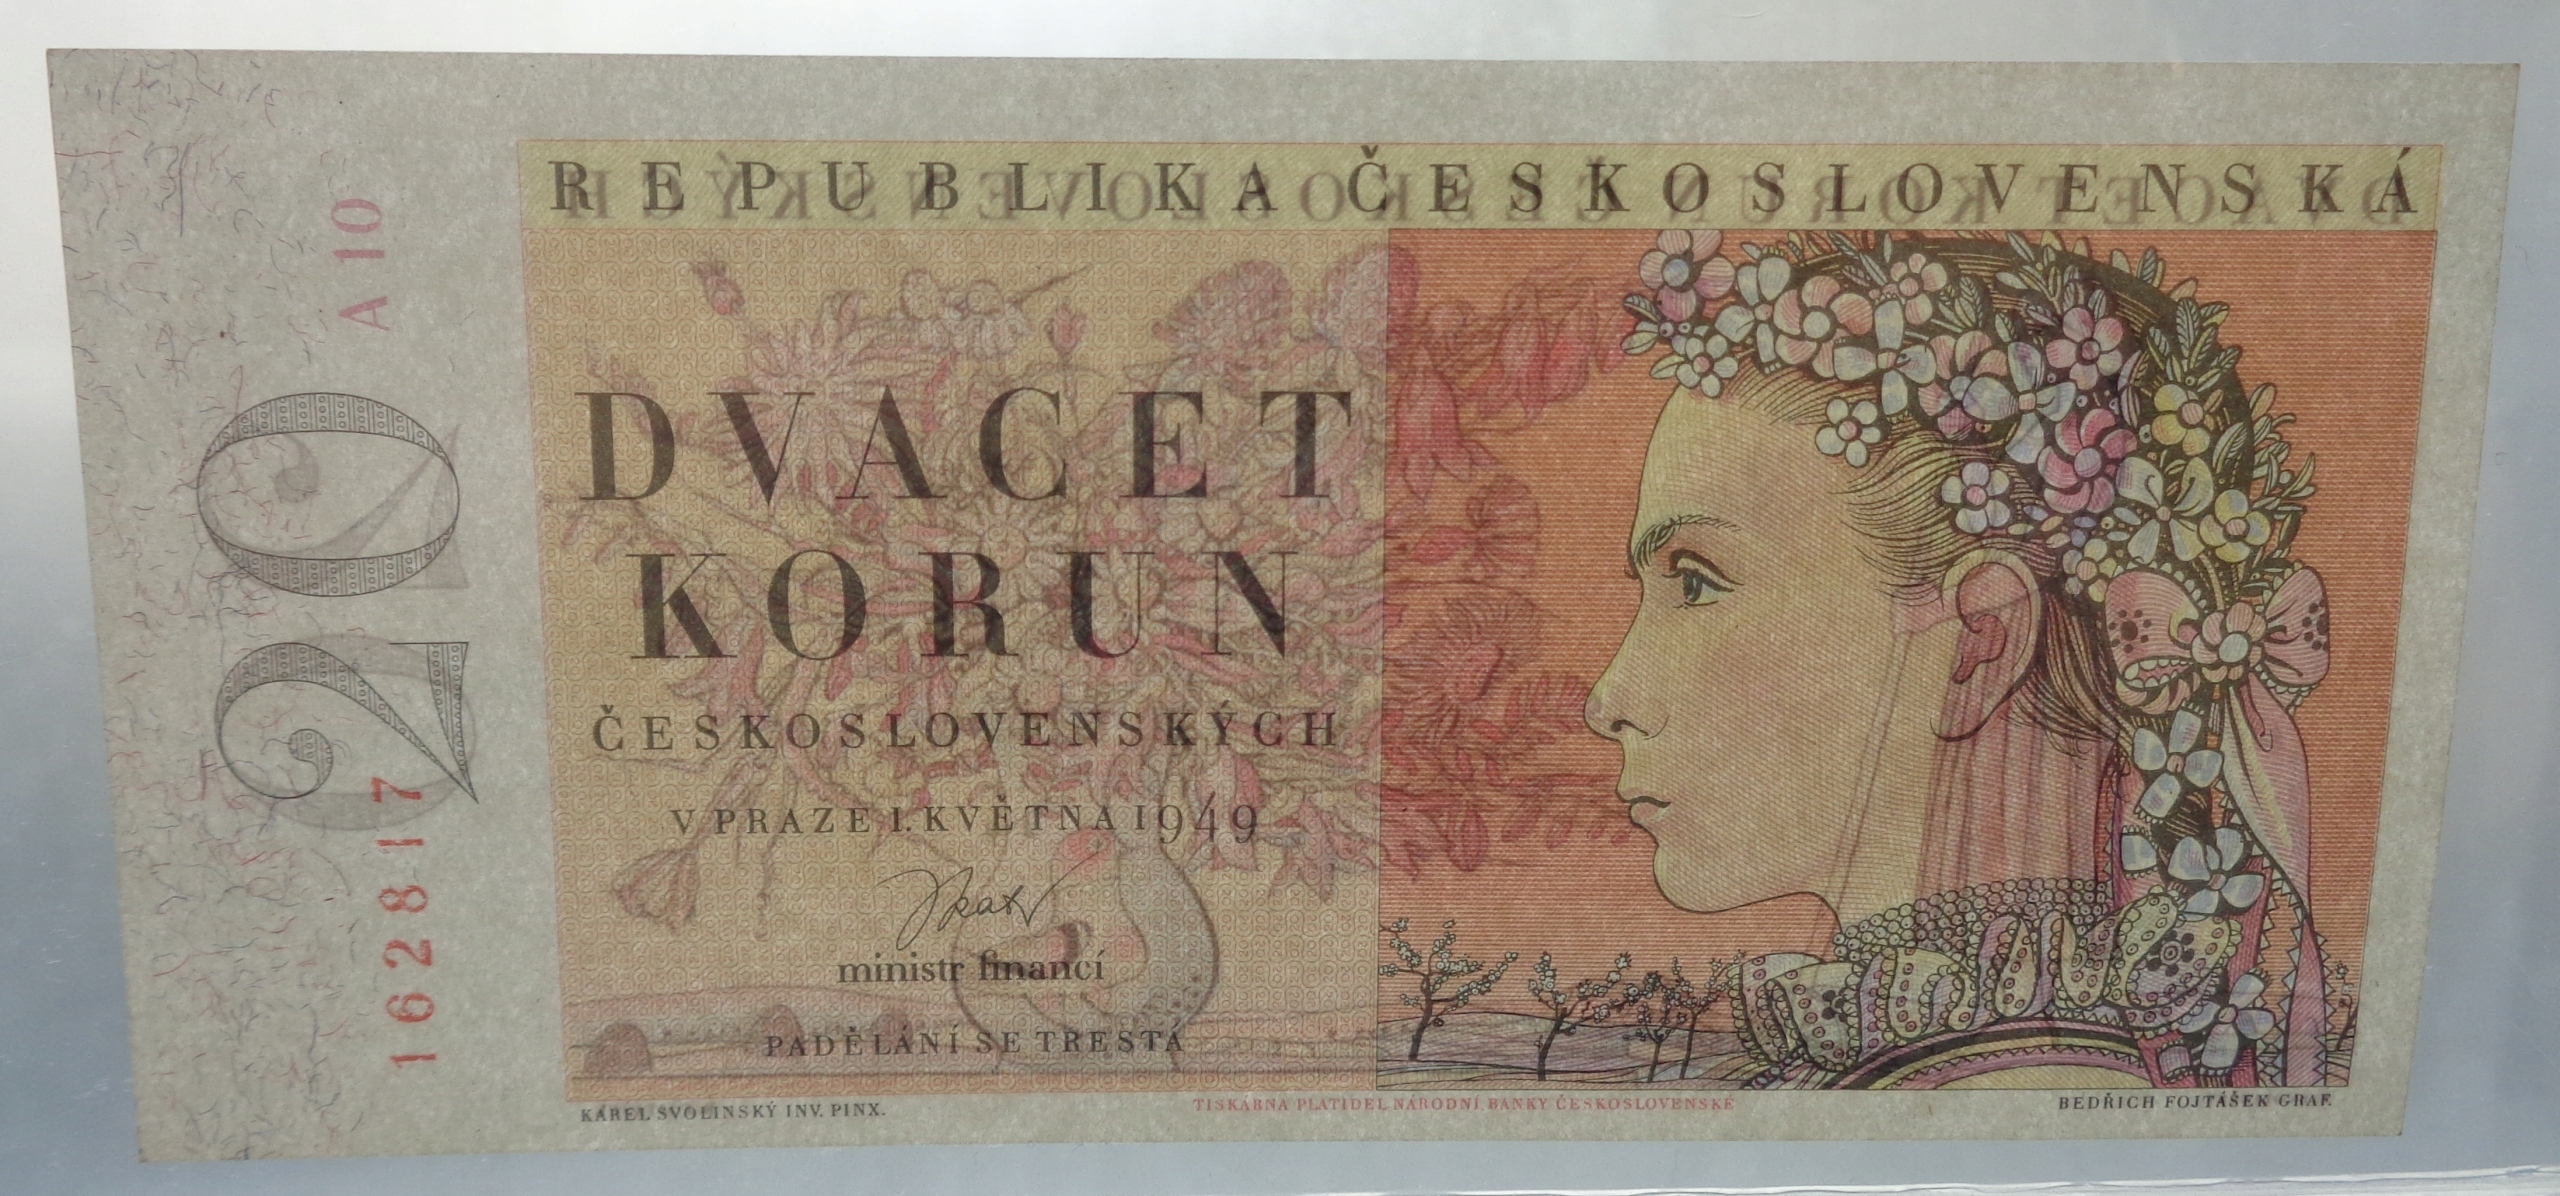 REPUBLIKA ČESKOSLOVENSKÁ
A 10
20
162817
DVACET
KORUN
ČESKOSLOVENSKÝCH
V PRAZE 1. KVĚTNA 1949
ministr financí
PADĚLÁNÍ SE TRESTÁ
KAREL SVOLINSKÝ INV. PINX.
TISKÁRNA PLATIDEL NÁRODNÍ BANKY ČESKOSLOVENSKÉ
BEDŘICH FOJTÁŠEK GRAF.